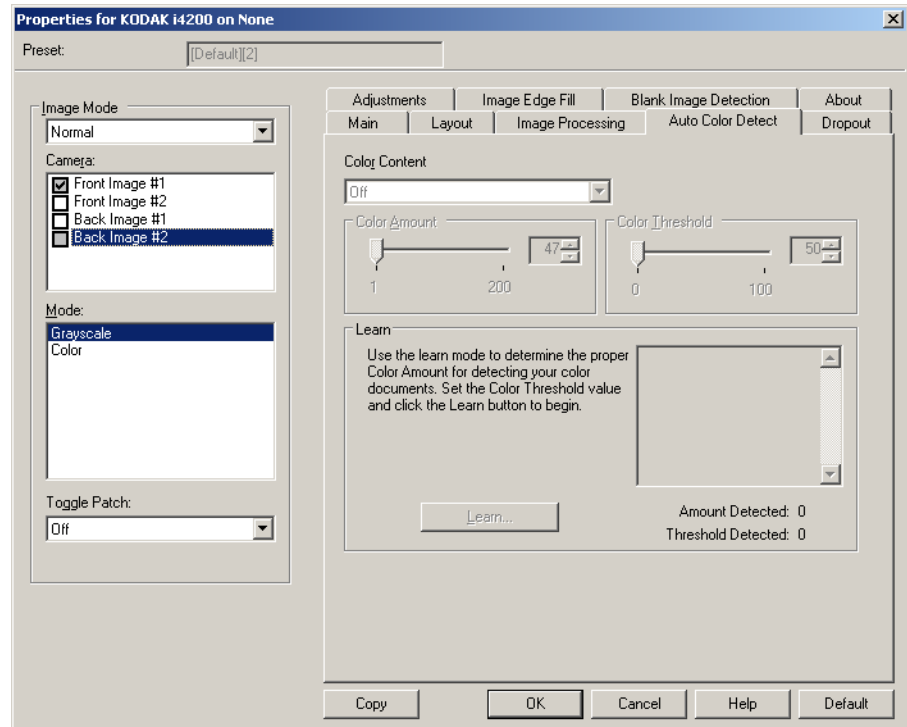 Properties for KODAK i4200 on None
Preset: [Default][2]
Image Mode
Normal
Camera:
Front Image #1
Front Image #2
Back Image #1
Back Image #2
Mode:
Grayscale
Color
Toggle Patch:
Off
Adjustments Image Edge Fill Blank Image Detection About
Main Layout Image Processing Auto Color Detect Dropout
Color Content
Off
Color Amount
47
1 200
Color Threshold
50
0 100
Learn
Use the learn mode to determine the proper
Color Amount for detecting your color
documents. Set the Color Threshold value
and click the Learn button to begin.
Learn...
Amount Detected: 0
Threshold Detected: 0
Copy OK Cancel Help Default